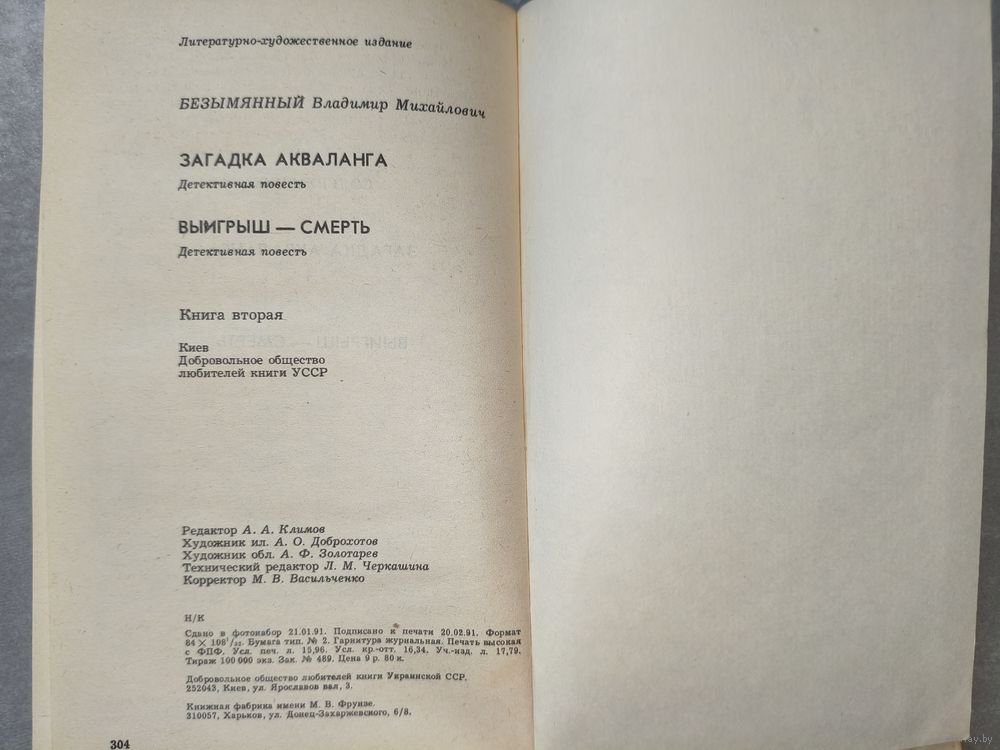 Литературно-художественное издание
БЕЗЫМЯННЫЙ Владимир Михайлович
ЗАГАДКА АКВАЛАНГА
Детективная повесть
ВЫИГРЫШ — СМЕРТЬ
Детективная повесть
Книга вторая
Киев
Добровольное общество
любителей книги УССР
Редактор А. А. Климов
Художник ил. А. О. Доброхотов
Художник обл. А. Ф. Золотарев
Технический редактор Л. М. Черкашина
Корректор М. В. Васильченко
Н/К
Сдано в фотонабор 21.01.91. Подписано к печати 20.02.91. Формат
84 × 108¹/₃₂. Бумага тип. № 2. Гарнитура журнальная. Печать высокая
с ФПФ. Усл. печ. л. 15,96. Усл. кр.-отт. 16,34. Уч.-изд. л. 17,79.
Тираж 100 000 экз. Зак. № 489. Цена 9 р. 80 к.
Добровольное общество любителей книги Украинской ССР.
252043, Киев, ул. Ярославов вал, 3.
Книжная фабрика имени М. В. Фрунзе.
310057, Харьков, ул. Донец-Захаржевского, 6/8.
304